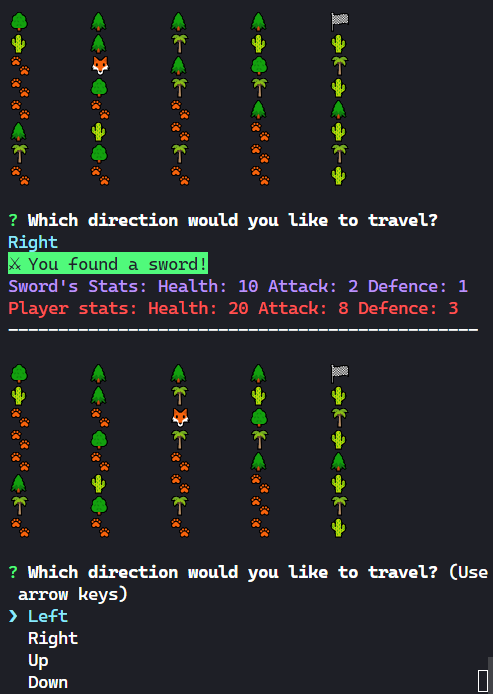 ? Which direction would you like to travel?
Right
⚔ You found a sword!
Sword's Stats: Health: 10 Attack: 2 Defence: 1
Player stats: Health: 20 Attack: 8 Defence: 3
? Which direction would you like to travel? (Use
arrow keys)
❯ Left
Right
Up
Down